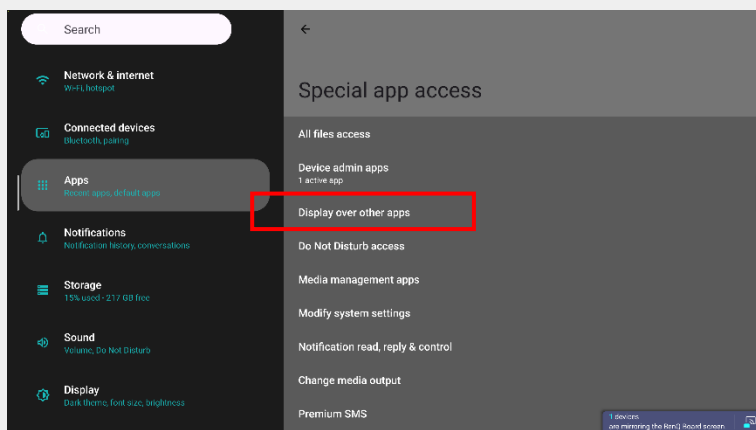 Search
Network & internet
Wi-Fi, hotspot
Connected devices
Bluetooth, pairing
Apps
Recent apps, default apps
Notifications
Notification history, conversations
Storage
15% used - 217 GB free
Sound
Volume, Do Not Disturb
Display
Dark theme, font size, brightness
Special app access
All files access
Device admin apps
1 active app
Display over other apps
Do Not Disturb access
Media management apps
Modify system settings
Notification read, reply & control
Change media output
Premium SMS
1 devices
are mirroring the BenQ Board screen